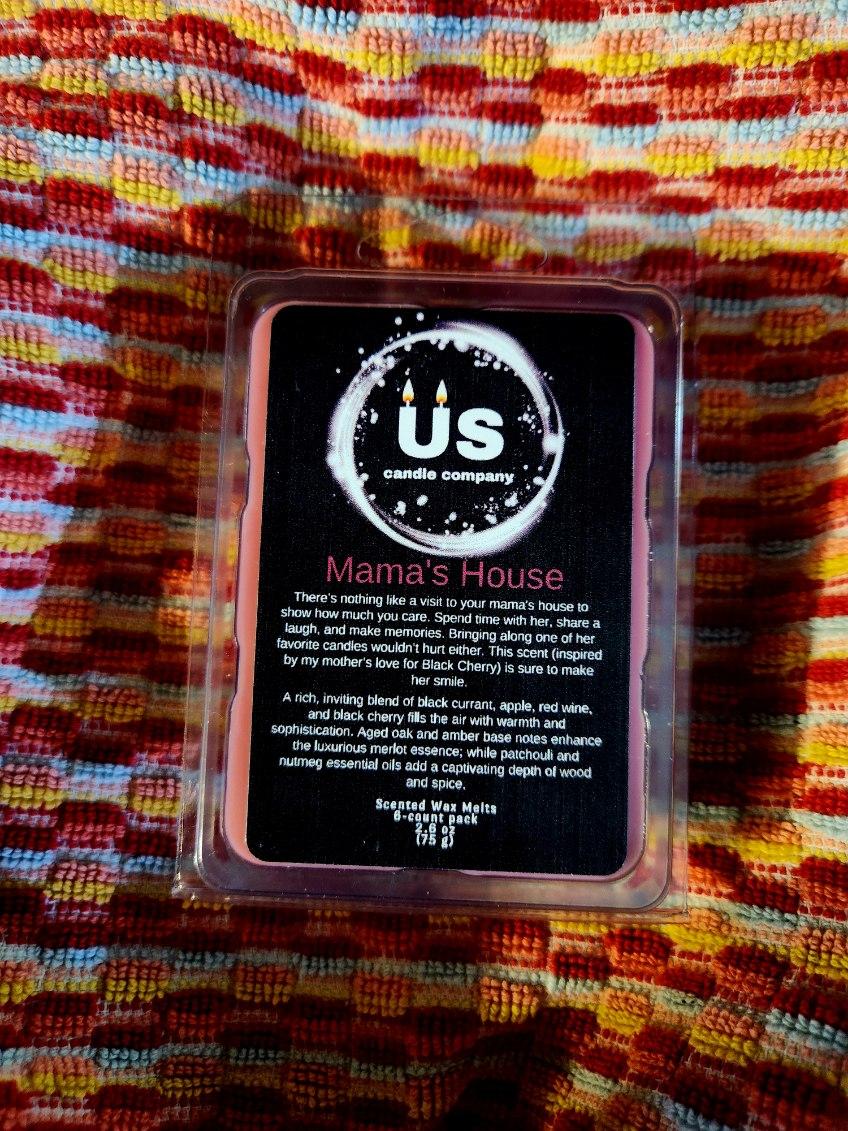 US
candle company
Mama's House
There's nothing like a visit to your mama's house to
show how much you care. Spend time with her, share a
laugh, and make memories. Bringing along one of her
favorite candles wouldn't hurt either. This scent (inspired
by my mother's love for Black Cherry) is sure to make
her smile.
A rich, inviting blend of black currant, apple, red wine,
and black cherry fills the air with warmth and
sophistication. Aged oak and amber base notes enhance
the luxurious merlot essence; while patchouli and
nutmeg essential oils add a captivating depth of wood
and spice.
Scented Wax Melts
6-count pack
2.6 oz
(75 g)